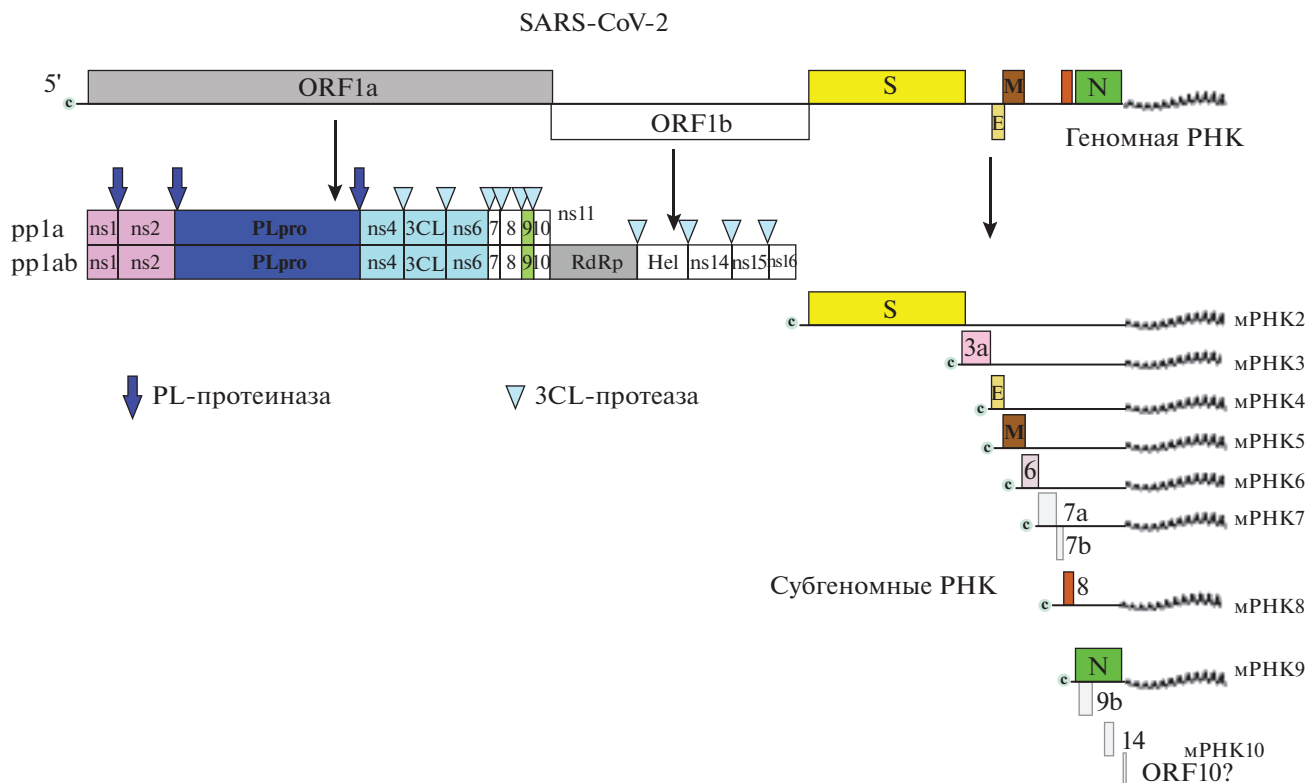 SARS-CoV-2
5' ORF1a S M N
c ORF1b E
Геномная РНК
pp1a ns1 ns2 PLpro ns4 3CL ns6 7 8 9 10 ns11
pp1ab ns1 ns2 PLpro ns4 3CL ns6 7 8 9 10 RdRp Hel ns14 ns15 ns16
c S мРНК2
c 3a мРНК3
PL-протеиназа 3CL-протеаза
c E мРНК4
c M мРНК5
c 6 мРНК6
c 7a мРНК7
7b
Субгеномные РНК
c 8 мРНК8
c N мРНК9
9b
14 мРНК10
ORF10?